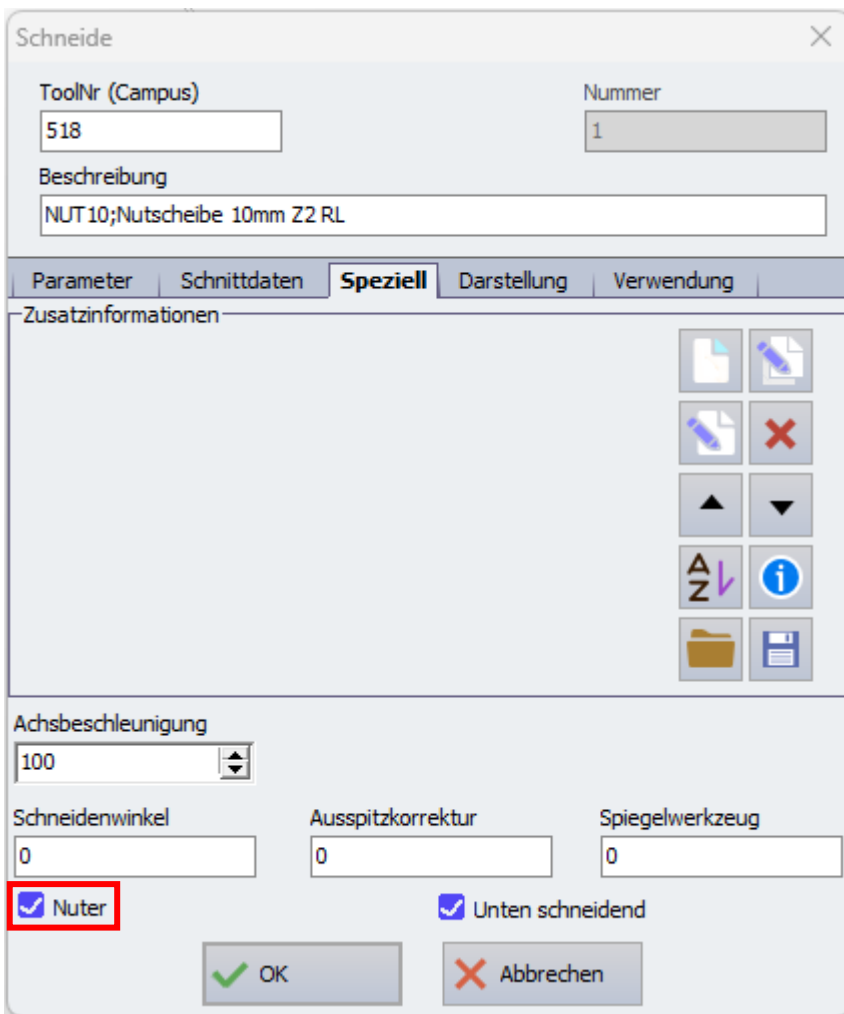 Schneide
ToolNr (Campus) Nummer
518 1
Beschreibung
NUT10;Nutscheibe 10mm Z2 RL
Parameter Schnittdaten Speziell Darstellung Verwendung
Zusatzinformationen
A
Z
i
Achsbeschleunigung
100
Schneidenwinkel Ausspitzkorrektur Spiegelwerkzeug
0 0 0
Nuter Unten schneidend
OK Abbrechen